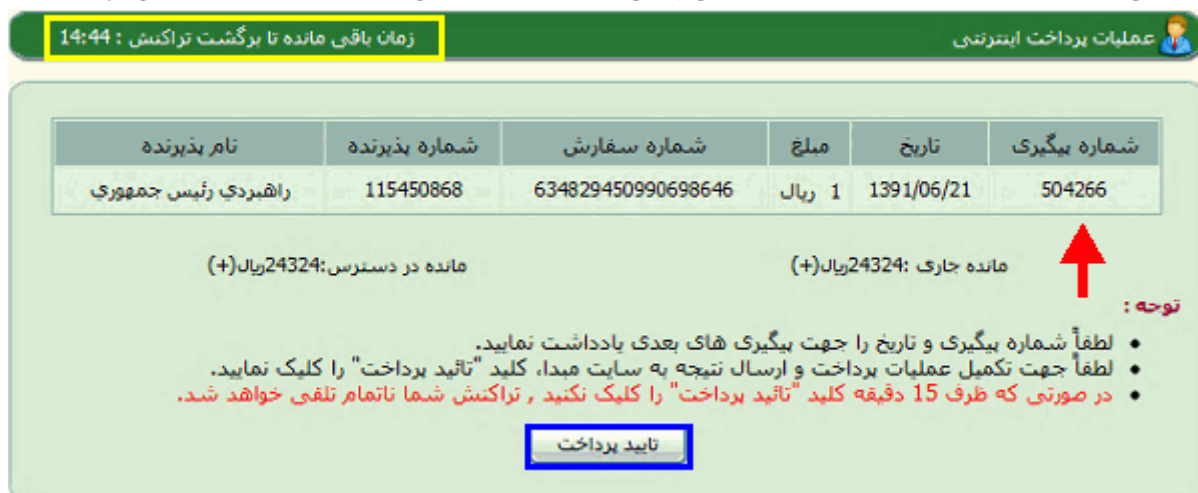 عملیات پرداخت اینترنتی
زمان باقی مانده تا برگشت تراکنش : 14:44
شماره پیگیری تاریخ مبلغ شماره سفارش شماره پذیرنده نام پذیرنده
504266 1391/06/21 1 ریال 634829450990698646 115450868 راهبردي رئيس جمهوري
مانده جاری :24324ریال(+) مانده در دسترس:24324ریال(+)
توجه :
• لطفاً شماره پیگیری و تاریخ را جهت پیگیری های بعدی یادداشت نمایید.
• لطفاً جهت تکمیل عملیات پرداخت و ارسال نتیجه به سایت مبدا، کلید "تائید پرداخت" را کلیک نمایید.
• در صورتی که ظرف 15 دقیقه کلید "تائید پرداخت" را کلیک نکنید , تراکنش شما ناتمام تلقی خواهد شد.
تایید پرداخت